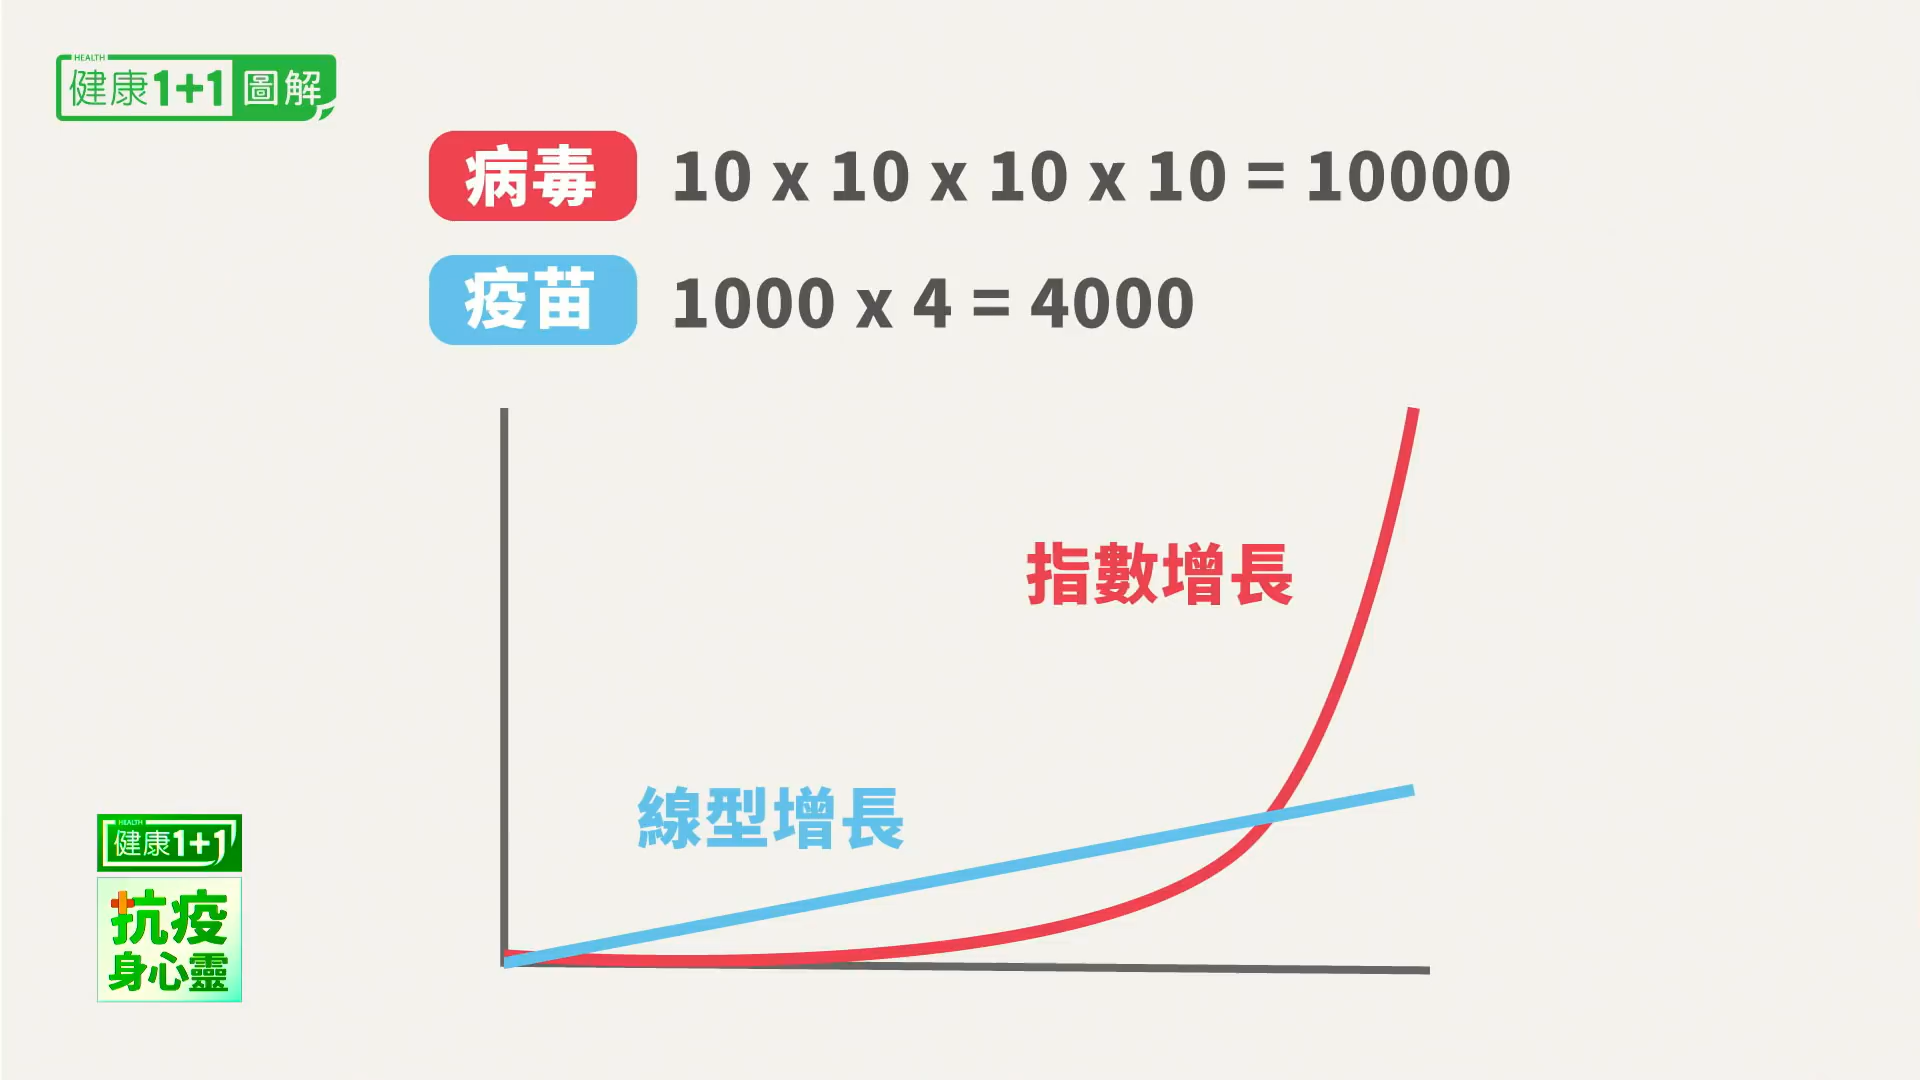 HEALTH
健康1+1 圖解
病毒 10 x 10 x 10 x 10 = 10000
疫苗 1000 x 4 = 4000
指數增長
線型增長
HEALTH
健康1+1
抗疫
身心靈